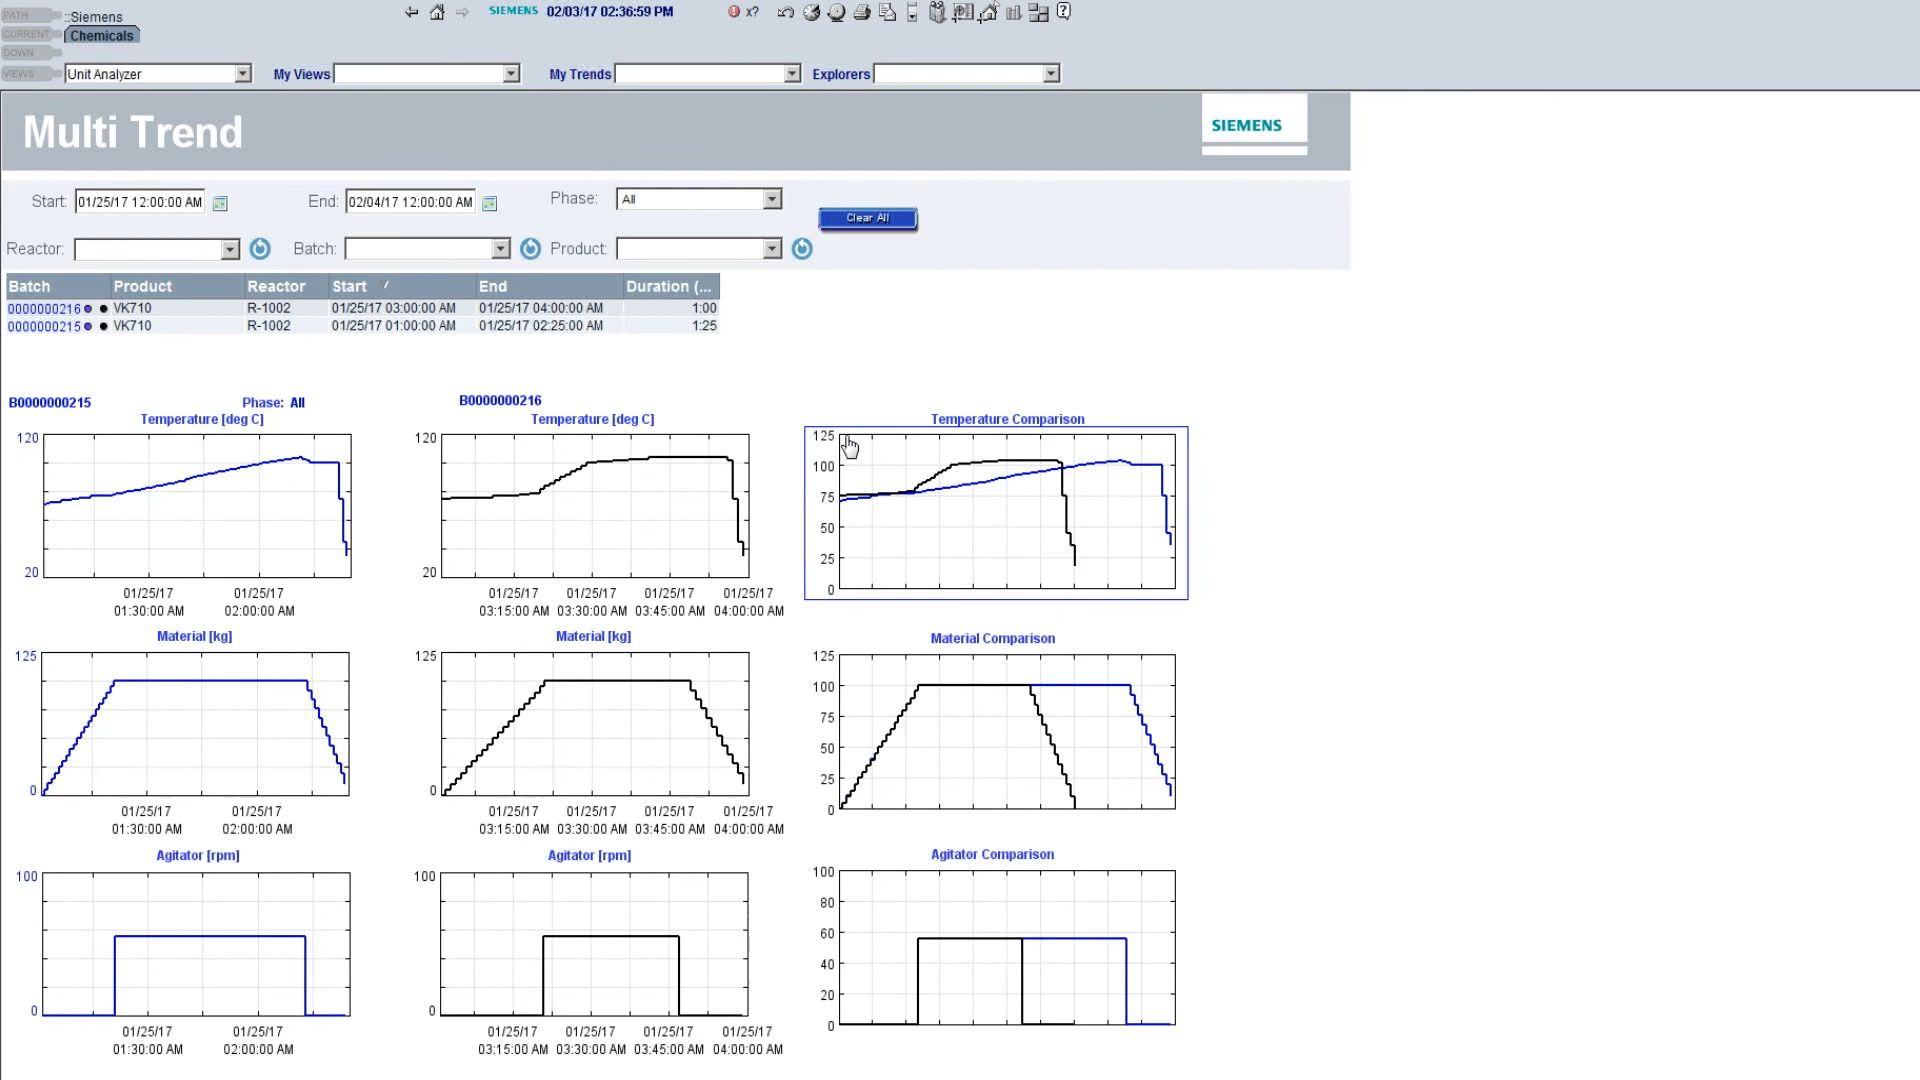 PATH ::Siemens
SIEMENS 02/03/17 02:36:59 PM x?
CURRENT Chemicals
DOWN
VIEWS Unit Analyzer My Views My Trends Explorers
Multi Trend
SIEMENS
Start: 01/25/17 12:00:00 AM End: 02/04/17 12:00:00 AM Phase: All
Clear All
Reactor: Batch: Product:
Batch Product Reactor Start End Duration (...
0000000216 VK710 R-1002 01/25/17 03:00:00 AM 01/25/17 04:00:00 AM 1:00
0000000215 VK710 R-1002 01/25/17 01:00:00 AM 01/25/17 02:25:00 AM 1:25
B0000000215 Phase: All
Temperature [deg C]
120
20
01/25/17 01/25/17
01:30:00 AM 02:00:00 AM
B0000000216
Temperature [deg C]
120
20
01/25/17 01/25/17 01/25/17 01/25/17
03:15:00 AM 03:30:00 AM 03:45:00 AM 04:00:00 AM
Temperature Comparison
125
100
75
50
25
0
Material [kg]
125
0
01/25/17 01/25/17
01:30:00 AM 02:00:00 AM
Material [kg]
125
0
01/25/17 01/25/17 01/25/17 01/25/17
03:15:00 AM 03:30:00 AM 03:45:00 AM 04:00:00 AM
Material Comparison
125
100
75
50
25
0
Agitator [rpm]
100
0
01/25/17 01/25/17
01:30:00 AM 02:00:00 AM
Agitator [rpm]
100
0
01/25/17 01/25/17 01/25/17 01/25/17
03:15:00 AM 03:30:00 AM 03:45:00 AM 04:00:00 AM
Agitator Comparison
100
80
60
40
20
0